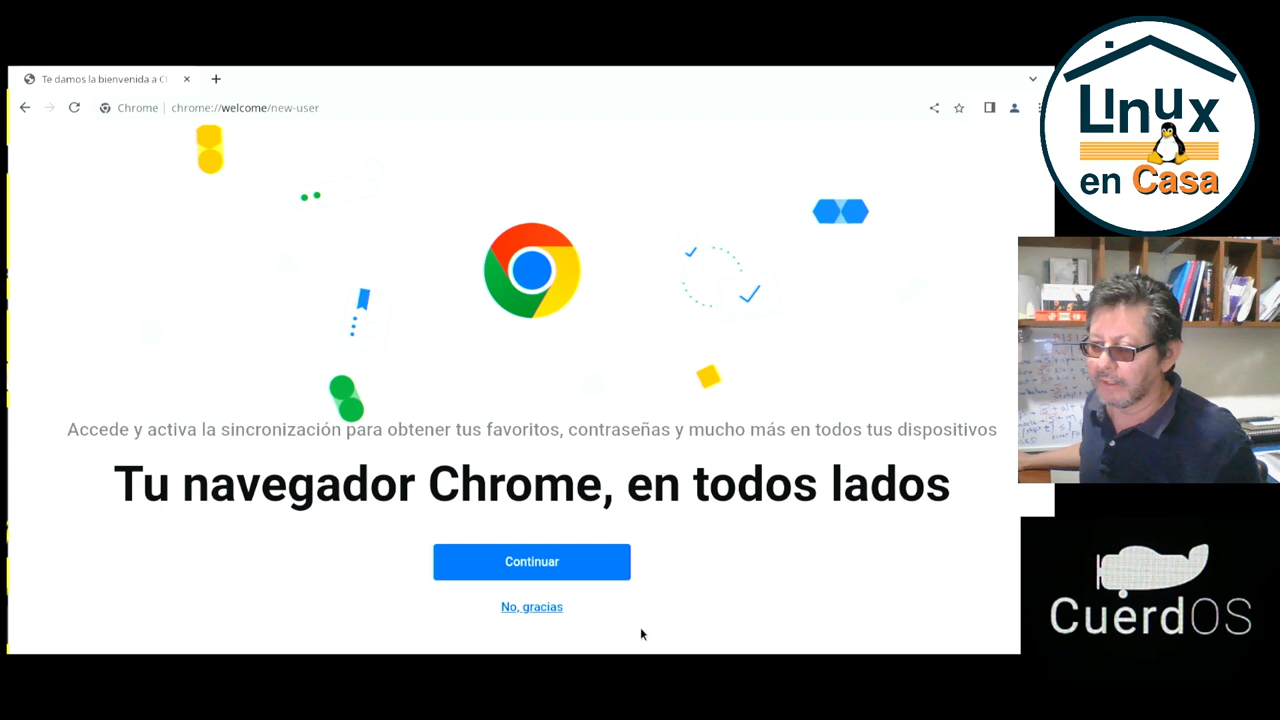 Te damos la bienvenida a C
Chrome
chrome://welcome/new-user
Linux
en Casa
Accede y activa la sincronización para obtener tus favoritos, contraseñas y mucho más en todos tus dispositivos
Tu navegador Chrome, en todos lados
Continuar
No, gracias
CuerdOS